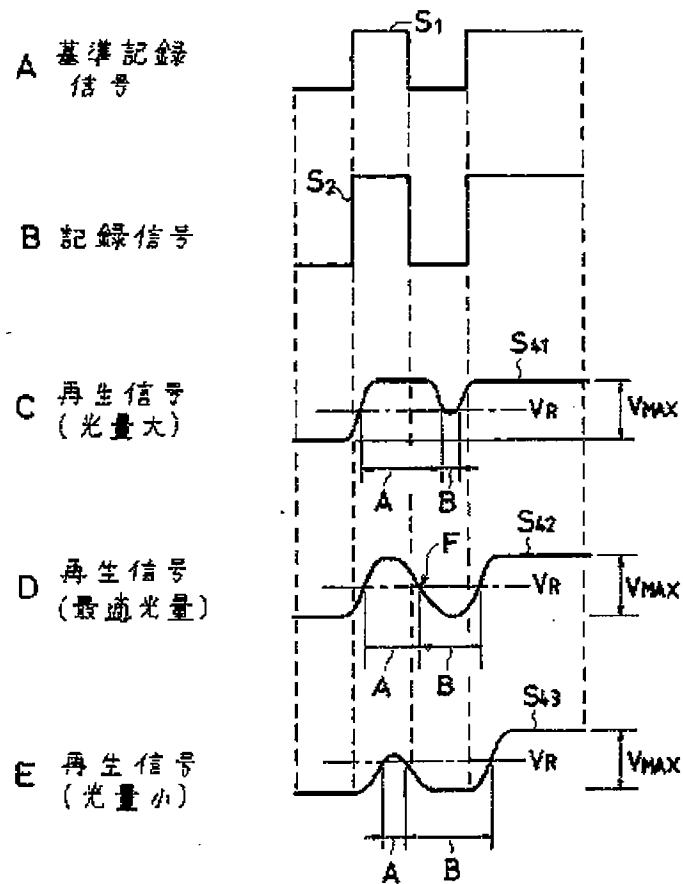 S1
A 基準記録
信号
S2
B 記録信号
S41
C 再生信号
(光量大)
VR
VMAX
A
B
S42
F
D 再生信号
(最適光量)
VR
VMAX
A
B
S43
E 再生信号
(光量小)
VR
VMAX
A
B